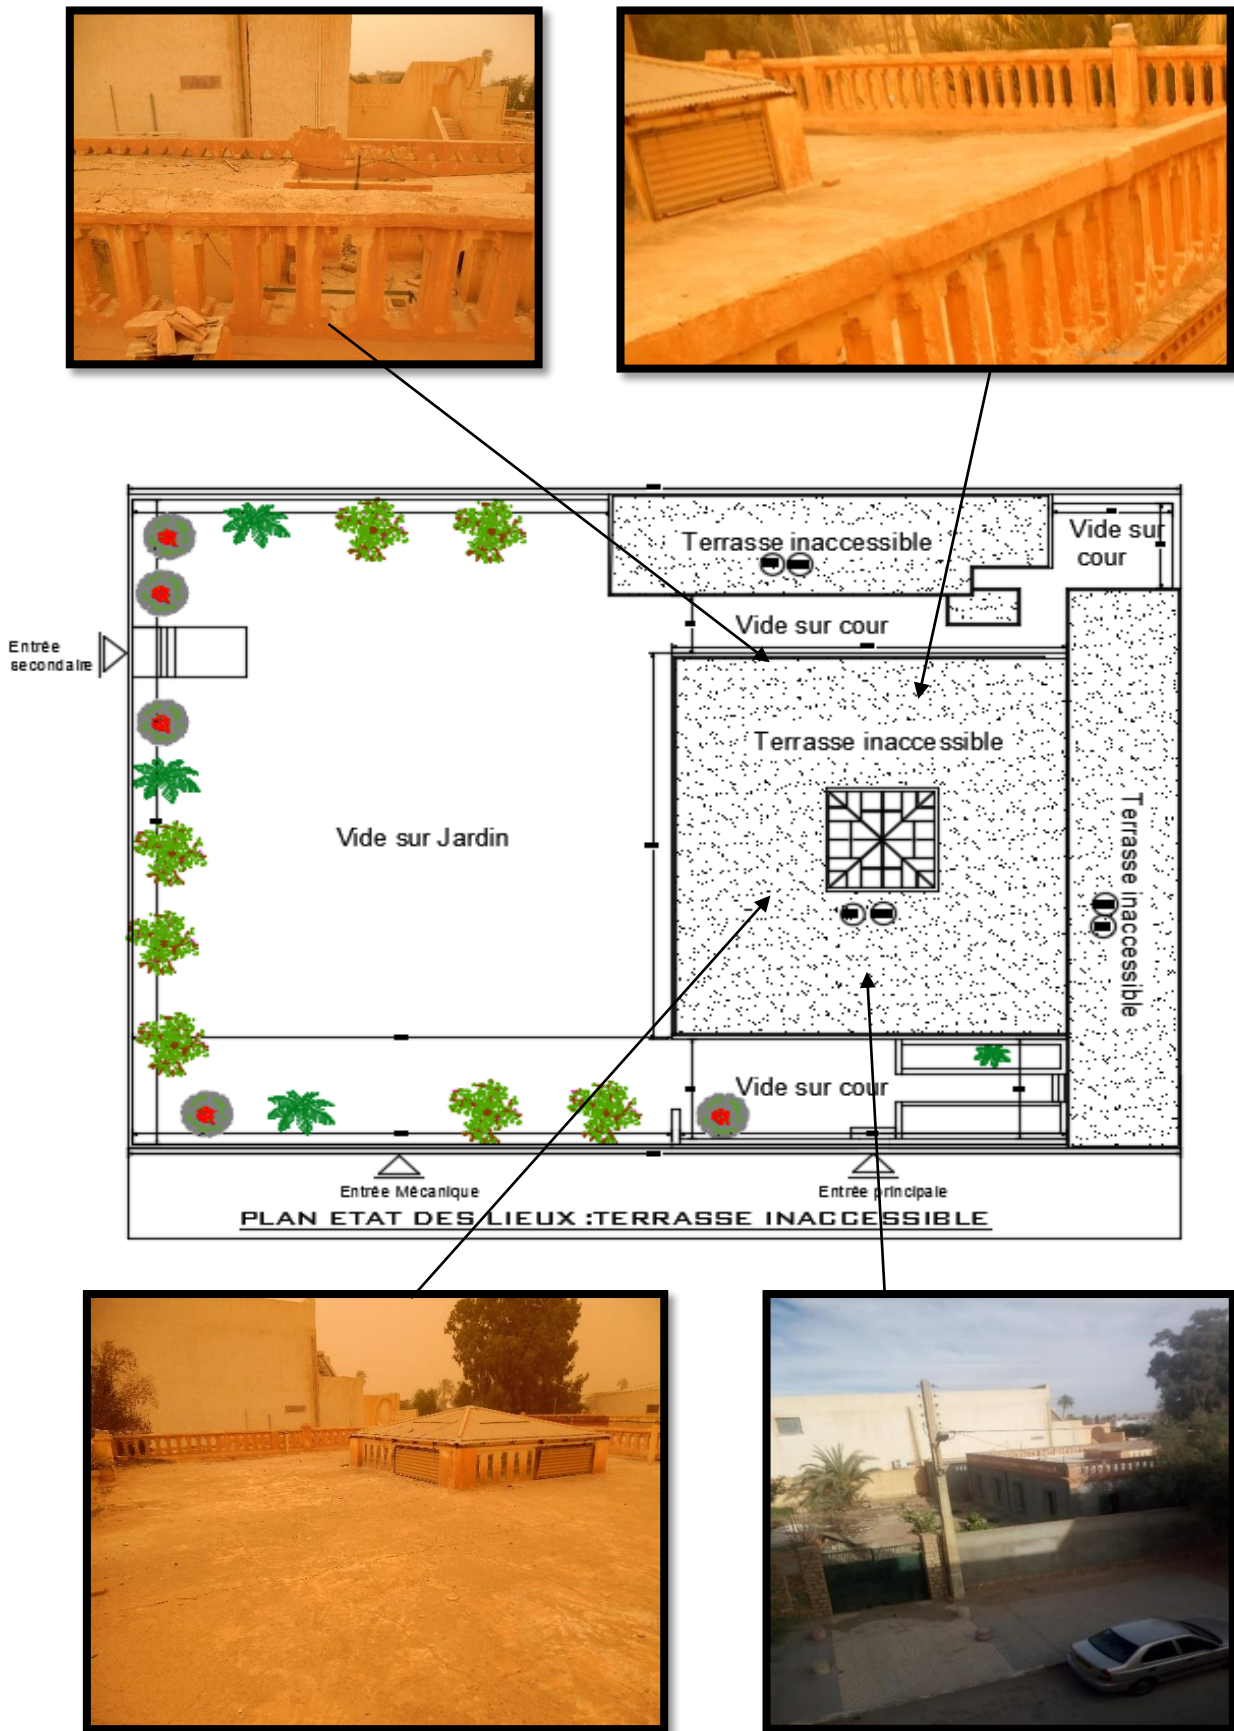 Terrasse inaccessible
Vide sur
cour
Vide sur cour
Entrée
secondaire
Terrasse inaccessible
Vide sur Jardin
Terrasse inaccessible
Vide sur cour
Entrée Mécanique
Entrée principale
PLAN ETAT DES LIEUX :TERRASSE INACCESSIBLE